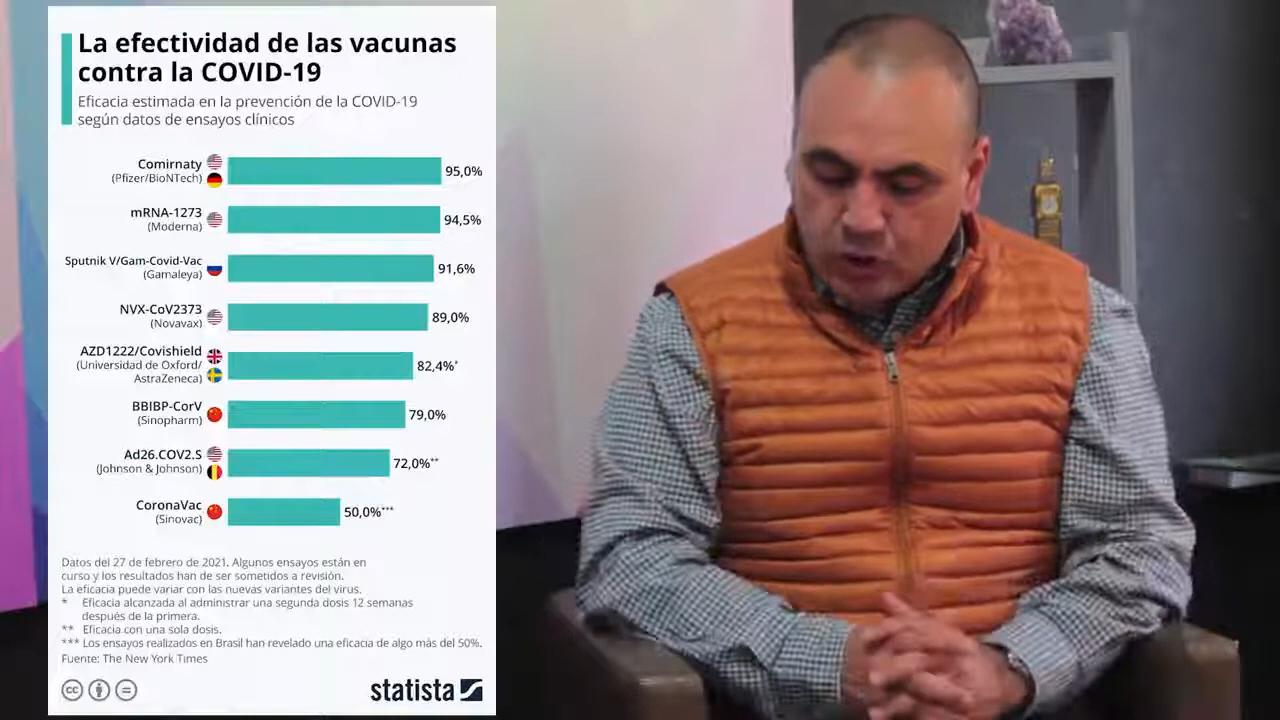 La efectividad de las vacunas
contra la COVID-19
Eficacia estimada en la prevención de la COVID-19
según datos de ensayos clínicos
Comirnaty
(Pfizer/BioNTech)
95,0%
mRNA-1273
(Moderna)
94,5%
Sputnik V/Gam-Covid-Vac
(Gamaleya)
91,6%
NVX-CoV2373
(Novavax)
89,0%
AZD1222/Covishield
(Universidad de Oxford/
AstraZeneca)
82,4%*
BBIBP-CorV
(Sinopharm)
79,0%
Ad26.COV2.S
(Johnson & Johnson)
72,0%**
CoronaVac
(Sinovac)
50,0%***
Datos del 27 de febrero de 2021. Algunos ensayos están en
curso y los resultados han de ser sometidos a revisión.
La eficacia puede variar con las nuevas variantes del virus.
* Eficacia alcanzada al administrar una segunda dosis 12 semanas
después de la primera.
** Eficacia con una sola dosis.
*** Los ensayos realizados en Brasil han revelado una eficacia de algo más del 50%.
Fuente: The New York Times
cc
statista